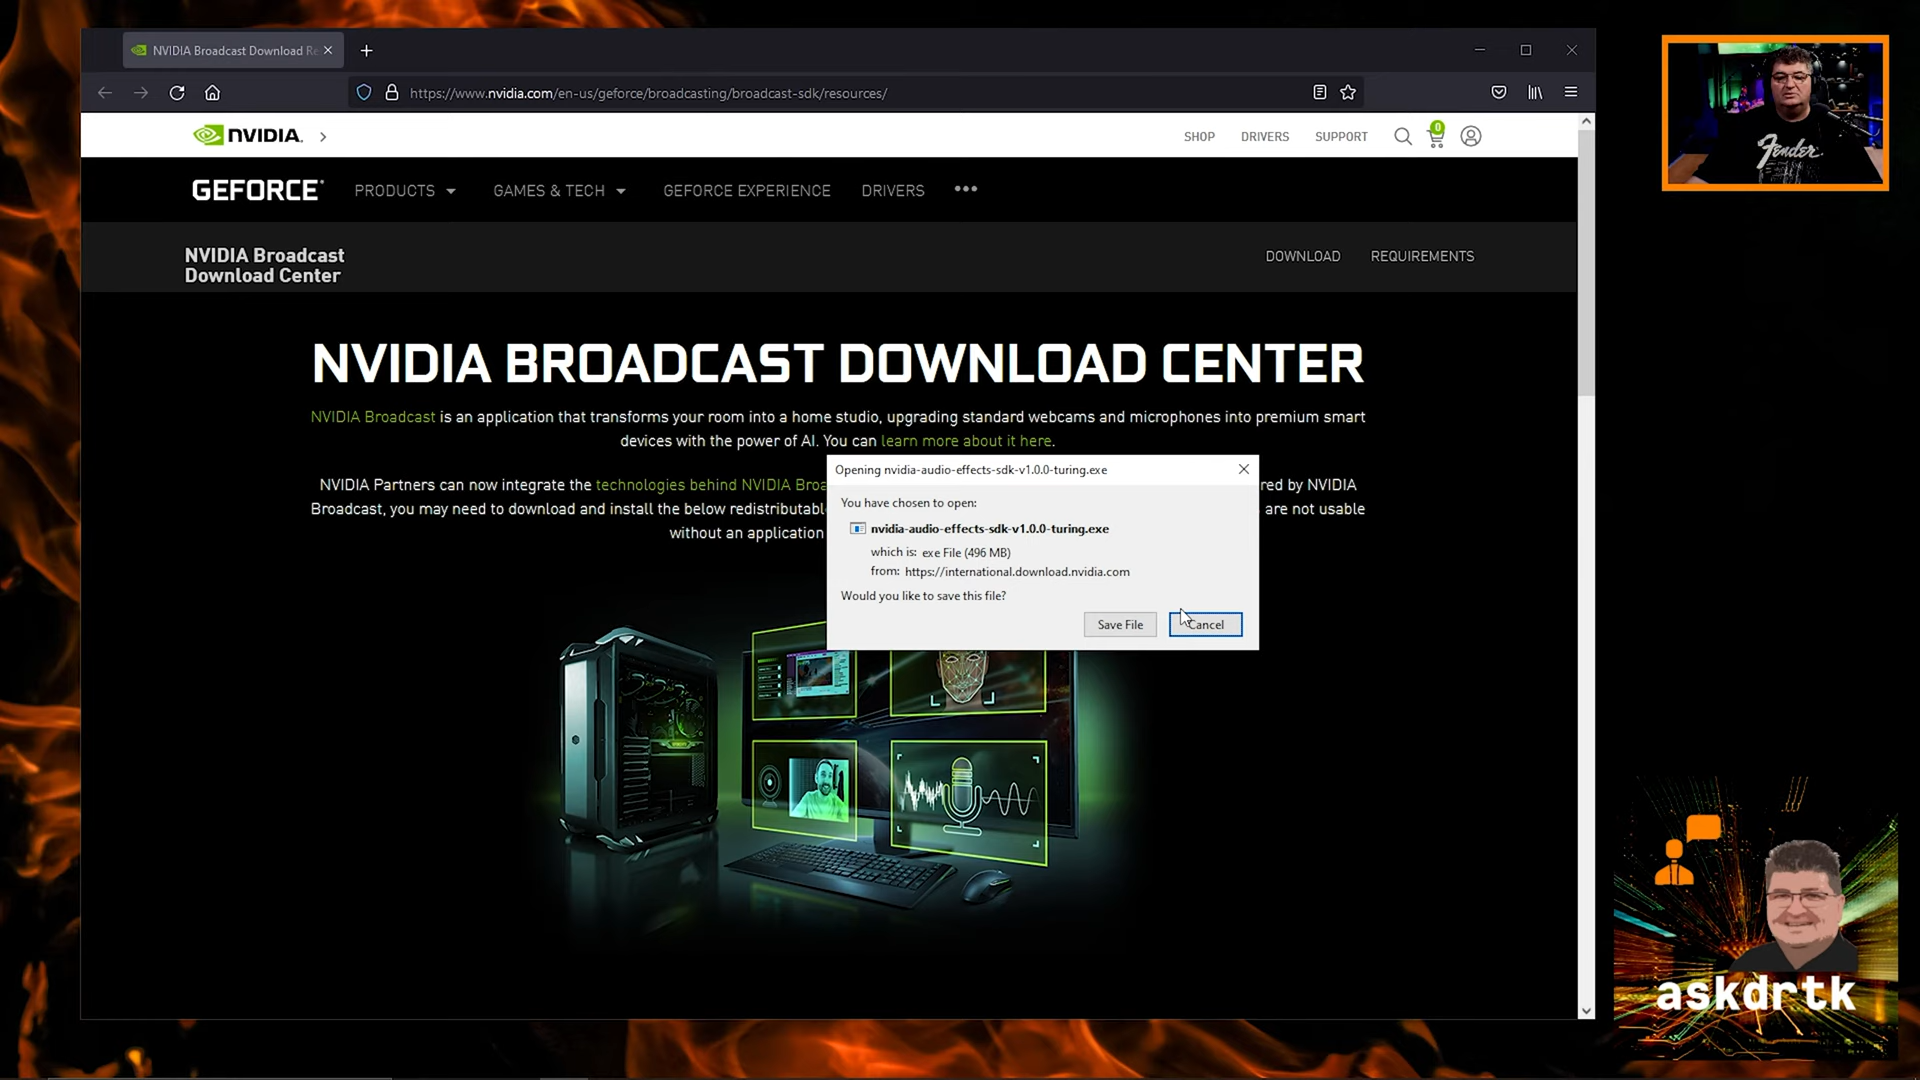 NVIDIA Broadcast Download Re
https://www.nvidia.com/en-us/geforce/broadcasting/broadcast-sdk/resources/
NVIDIA.
SHOP
DRIVERS
SUPPORT
0
GEFORCE
PRODUCTS
GAMES & TECH
GEFORCE EXPERIENCE
DRIVERS
NVIDIA Broadcast
Download Center
DOWNLOAD
REQUIREMENTS
NVIDIA BROADCAST DOWNLOAD CENTER
NVIDIA Broadcast is an application that transforms your room into a home studio, upgrading standard webcams and microphones into premium smart
devices with the power of AI. You can learn more about it here.
NVIDIA Partners can now integrate the technologies behind NVIDIA Broa
red by NVIDIA
Broadcast, you may need to download and install the below redistributabl
are not usable
without an application
Opening nvidia-audio-effects-sdk-v1.0.0-turing.exe
You have chosen to open:
nvidia-audio-effects-sdk-v1.0.0-turing.exe
which is: exe File (496 MB)
from: https://international.download.nvidia.com
Would you like to save this file?
Save File
Cancel
Fender
askdrtk